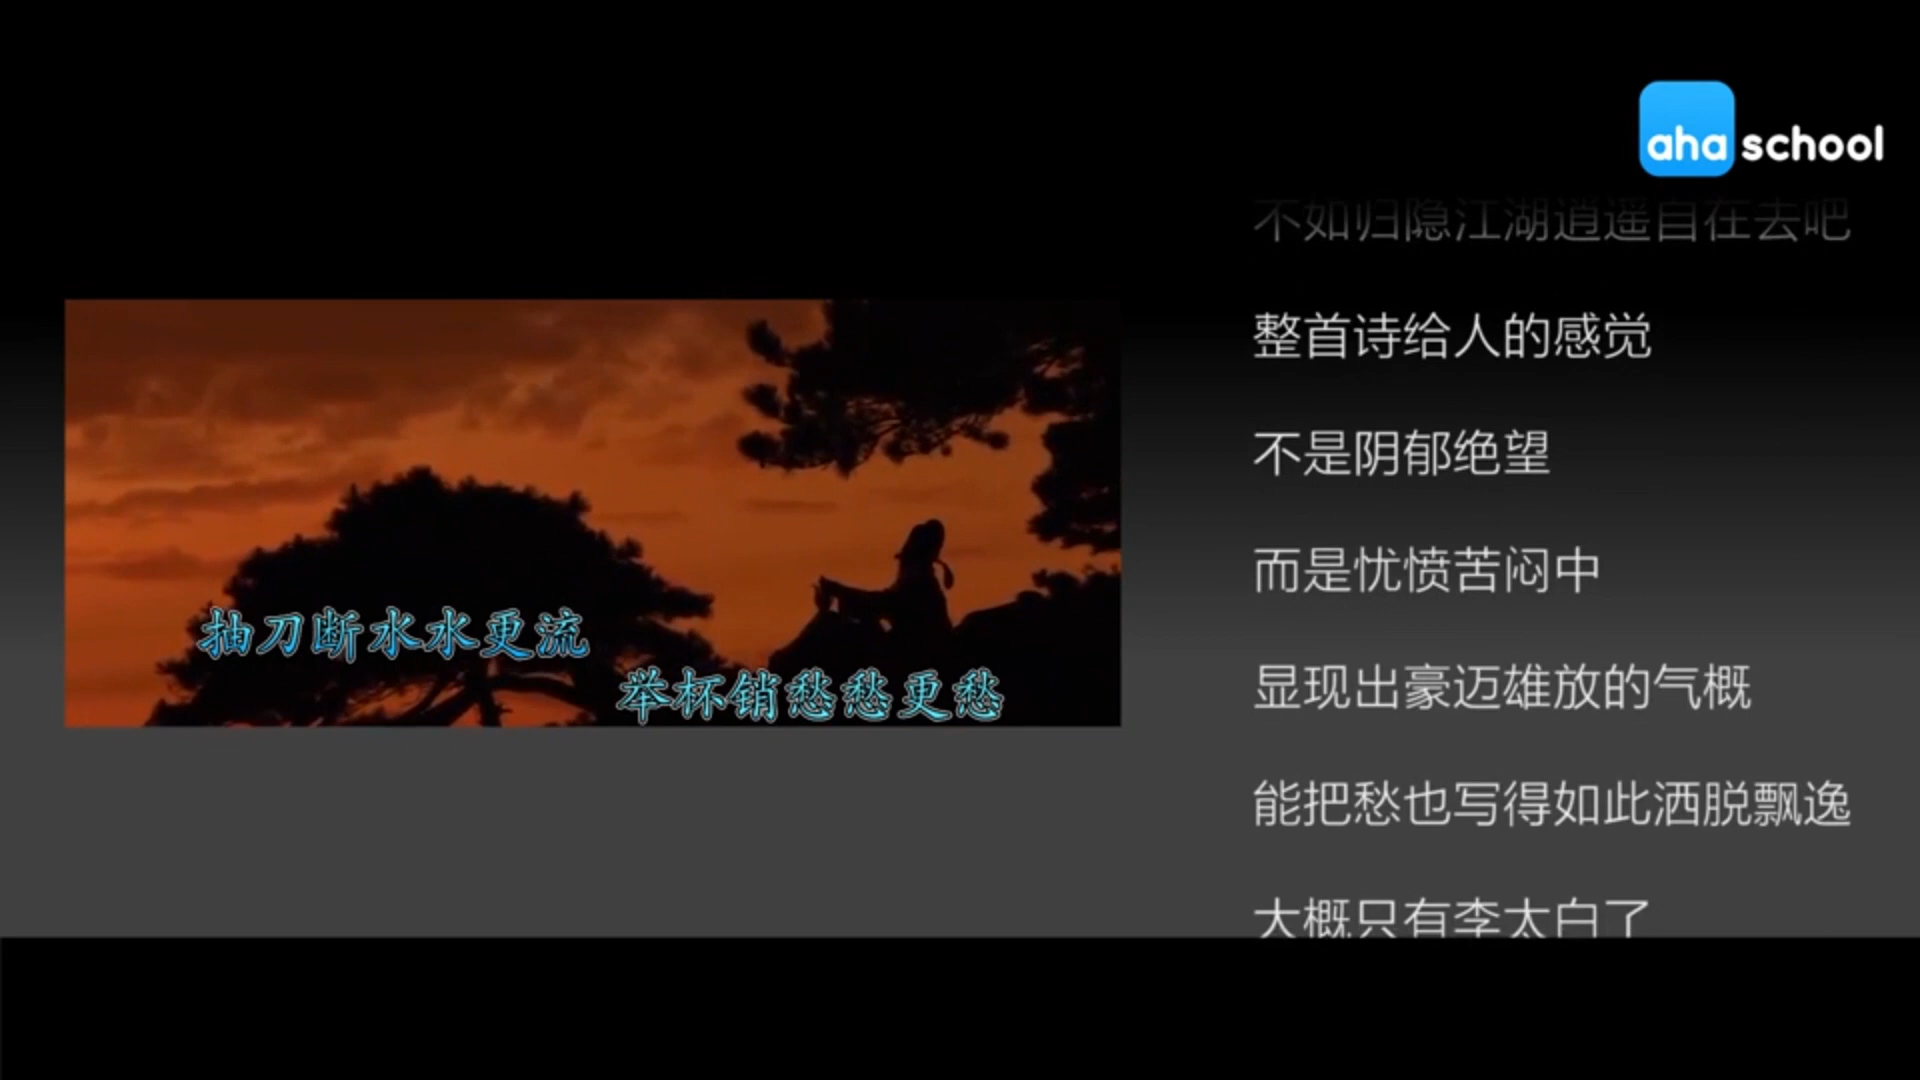 aha school
不如归隐江湖逍遥自在去吧
整首诗给人的感觉
不是阴郁绝望
而是忧愤苦闷中
显现出豪迈雄放的气概
能把愁也写得如此洒脱飘逸
大概只有李太白了
抽刀断水水更流
举杯销愁愁更愁